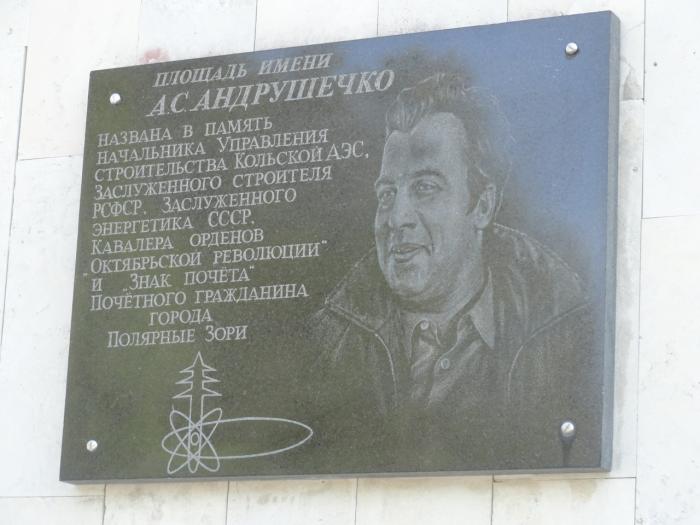 ПЛОЩАДЬ ИМЕНИ
А.С.АНДРУШЕЧКО
НАЗВАНА В ПАМЯТЬ
НАЧАЛЬНИКА УПРАВЛЕНИЯ
СТРОИТЕЛЬСТВА КОЛЬСКОЙ АЭС,
ЗАСЛУЖЕННОГО СТРОИТЕЛЯ
РСФСР, ЗАСЛУЖЕННОГО
ЭНЕРГЕТИКА СССР,
КАВАЛЕРА ОРДЕНОВ
"ОКТЯБРЬСКОЙ РЕВОЛЮЦИИ"
И „ЗНАК ПОЧЁТА"
ПОЧЁТНОГО ГРАЖДАНИНА
ГОРОДА
ПОЛЯРНЫЕ ЗОРИ